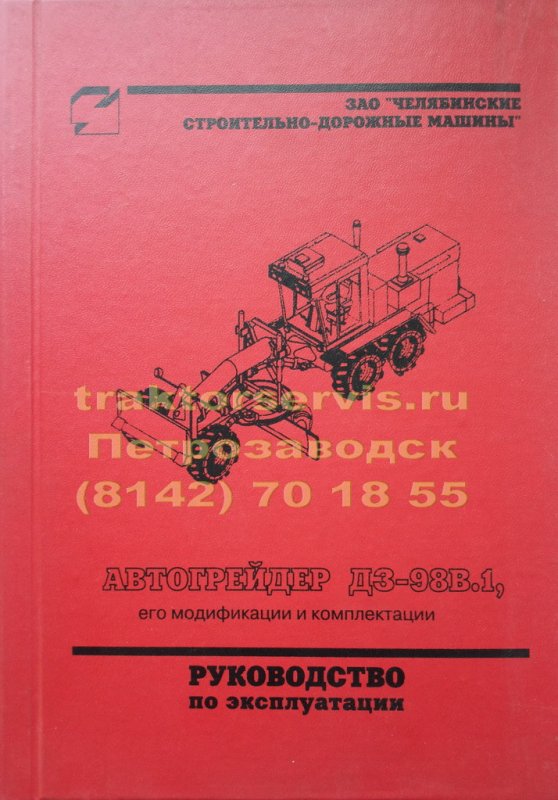 ЗАО "ЧЕЛЯБИНСКИЕ
СТРОИТЕЛЬНО-ДОРОЖНЫЕ МАШИНЫ"
traktorservis.ru
Петрозаводск
(8142) 70 18 55
АВТОГРЕЙДЕР ДЗ-98В.1,
его модификации и комплектации
РУКОВОДСТВО
по эксплуатации